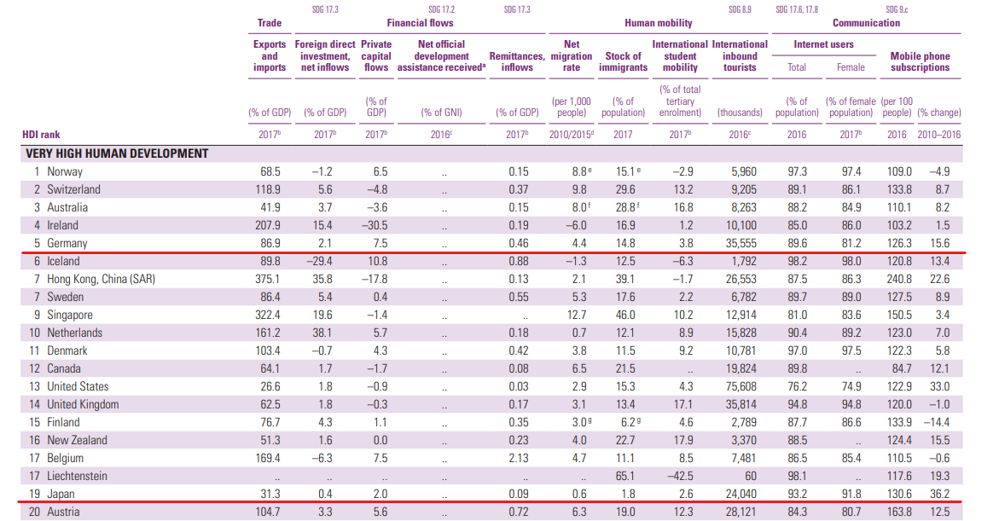 SDG 17.3 SDG 17.2 SDG 17.3 SDG 8.9 SDG 17.6, 17.8 SDG 9.c
Trade Financial flows Human mobility Communication
Exports and imports Foreign direct investment, net inflows Private capital flows Net official development assistance receivedᵃ Remittances, inflows Net migration rate Stock of immigrants International student mobility International inbound tourists Internet users Mobile phone subscriptions
Total Female
(% of GDP) (% of GDP) (% of GDP) (% of GNI) (% of GDP) (per 1,000 people) (% of population) (% of total tertiary enrolment) (thousands) (% of population) (% of female population) (per 100 people) (% change)
HDI rank 2017ᵇ 2017ᵇ 2017ᵇ 2016ᶜ 2017ᵇ 2010/2015ᵈ 2017 2017ᵇ 2016ᶜ 2016 2017ᵇ 2016 2010–2016
VERY HIGH HUMAN DEVELOPMENT
1 Norway 68.5 –1.2 6.5 .. 0.15 8.8ᵉ 15.1ᵉ –2.9 5,960 97.3 97.4 109.0 –4.9
2 Switzerland 118.9 5.6 –4.8 .. 0.37 9.8 29.6 13.2 9,205 89.1 86.1 133.8 8.7
3 Australia 41.9 3.7 –3.6 .. 0.15 8.0ᶠ 28.8ᶠ 16.8 8,263 88.2 84.9 110.1 8.2
4 Ireland 207.9 15.4 –30.5 .. 0.19 –6.0 16.9 1.2 10,100 85.0 86.0 103.2 1.5
5 Germany 86.9 2.1 7.5 .. 0.46 4.4 14.8 3.8 35,555 89.6 81.2 126.3 15.6
6 Iceland 89.8 –29.4 10.8 .. 0.88 –1.3 12.5 –6.3 1,792 98.2 98.0 120.8 13.4
7 Hong Kong, China (SAR) 375.1 35.8 –17.8 .. 0.13 2.1 39.1 –1.7 26,553 87.5 86.3 240.8 22.6
7 Sweden 86.4 5.4 0.4 .. 0.55 5.3 17.6 2.2 6,782 89.7 89.0 127.5 8.9
9 Singapore 322.4 19.6 –1.4 .. .. 12.7 46.0 10.2 12,914 81.0 83.6 150.5 3.4
10 Netherlands 161.2 38.1 5.7 .. 0.18 0.7 12.1 8.9 15,828 90.4 89.2 123.0 7.0
11 Denmark 103.4 –0.7 4.3 .. 0.42 3.8 11.5 9.2 10,781 97.0 97.5 122.3 5.8
12 Canada 64.1 1.7 –1.7 .. 0.08 6.5 21.5 .. 19,824 89.8 .. 84.7 12.1
13 United States 26.6 1.8 –0.9 .. 0.03 2.9 15.3 4.3 75,608 76.2 74.9 122.9 33.0
14 United Kingdom 62.5 1.8 –0.3 .. 0.17 3.1 13.4 17.1 35,814 94.8 94.8 120.0 –1.0
15 Finland 76.7 4.3 1.1 .. 0.35 3.0ᵍ 6.2ᵍ 4.6 2,789 87.7 86.6 133.9 –14.4
16 New Zealand 51.3 1.6 0.0 .. 0.23 4.0 22.7 17.9 3,370 88.5 .. 124.4 15.5
17 Belgium 169.4 –6.3 7.5 .. 2.13 4.7 11.1 8.5 7,481 86.5 85.4 110.5 –0.6
17 Liechtenstein .. .. .. .. .. .. 65.1 –42.5 60 98.1 .. 117.6 19.3
19 Japan 31.3 0.4 2.0 .. 0.09 0.6 1.8 2.6 24,040 93.2 91.8 130.6 36.2
20 Austria 104.7 3.3 5.6 .. 0.72 6.3 19.0 12.3 28,121 84.3 80.7 163.8 12.5